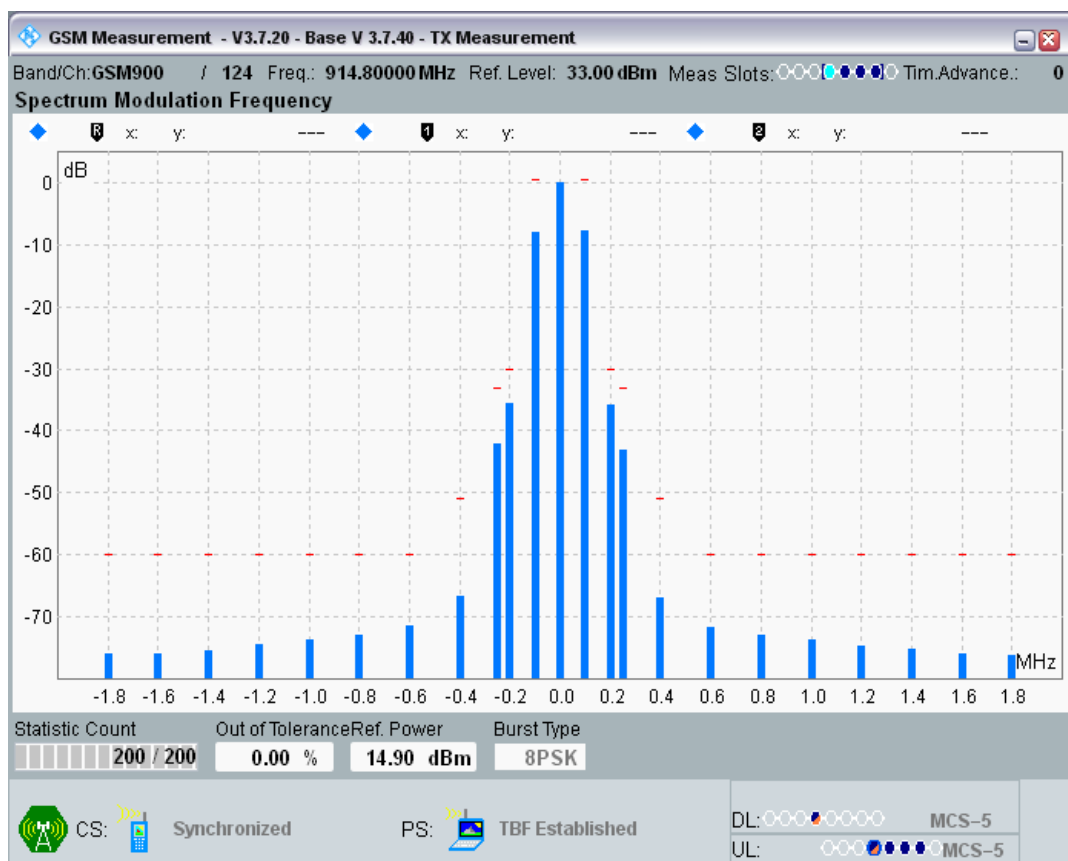 GSM Measurement - V3.7.20 - Base V 3.7.40 - TX Measurement
Band/Ch:GSM900 / 124 Freq.: 914.80000 MHz Ref. Level: 33.00 dBm Meas Slots: Tim.Advance.: 0
Spectrum Modulation Frequency
R x: y: --- 1 x: y: --- 2 x: y: ---
dB
0
-10
-20
-30
-40
-50
-60
-70
MHz
-1.8 -1.6 -1.4 -1.2 -1.0 -0.8 -0.6 -0.4 -0.2 0.0 0.2 0.4 0.6 0.8 1.0 1.2 1.4 1.6 1.8
Statistic Count Out of Tolerance Ref. Power Burst Type
200 / 200 0.00 % 14.90 dBm 8PSK
CS: Synchronized PS: TBF Established DL: MCS-5
UL: MCS-5